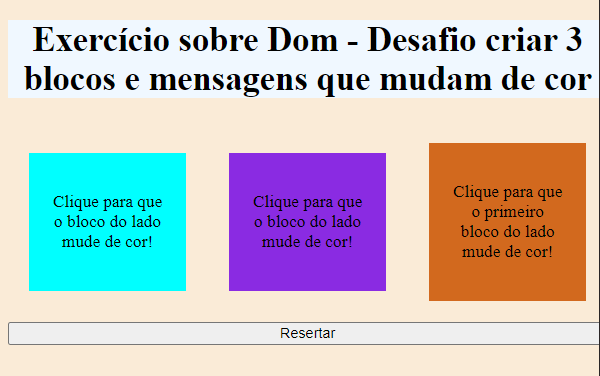 Exercício sobre Dom - Desafio criar 3
blocos e mensagens que mudam de cor
Clique para que
o bloco do lado
mude de cor!
Clique para que
o bloco do lado
mude de cor!
Clique para que
o primeiro
bloco do lado
mude de cor!
Resertar